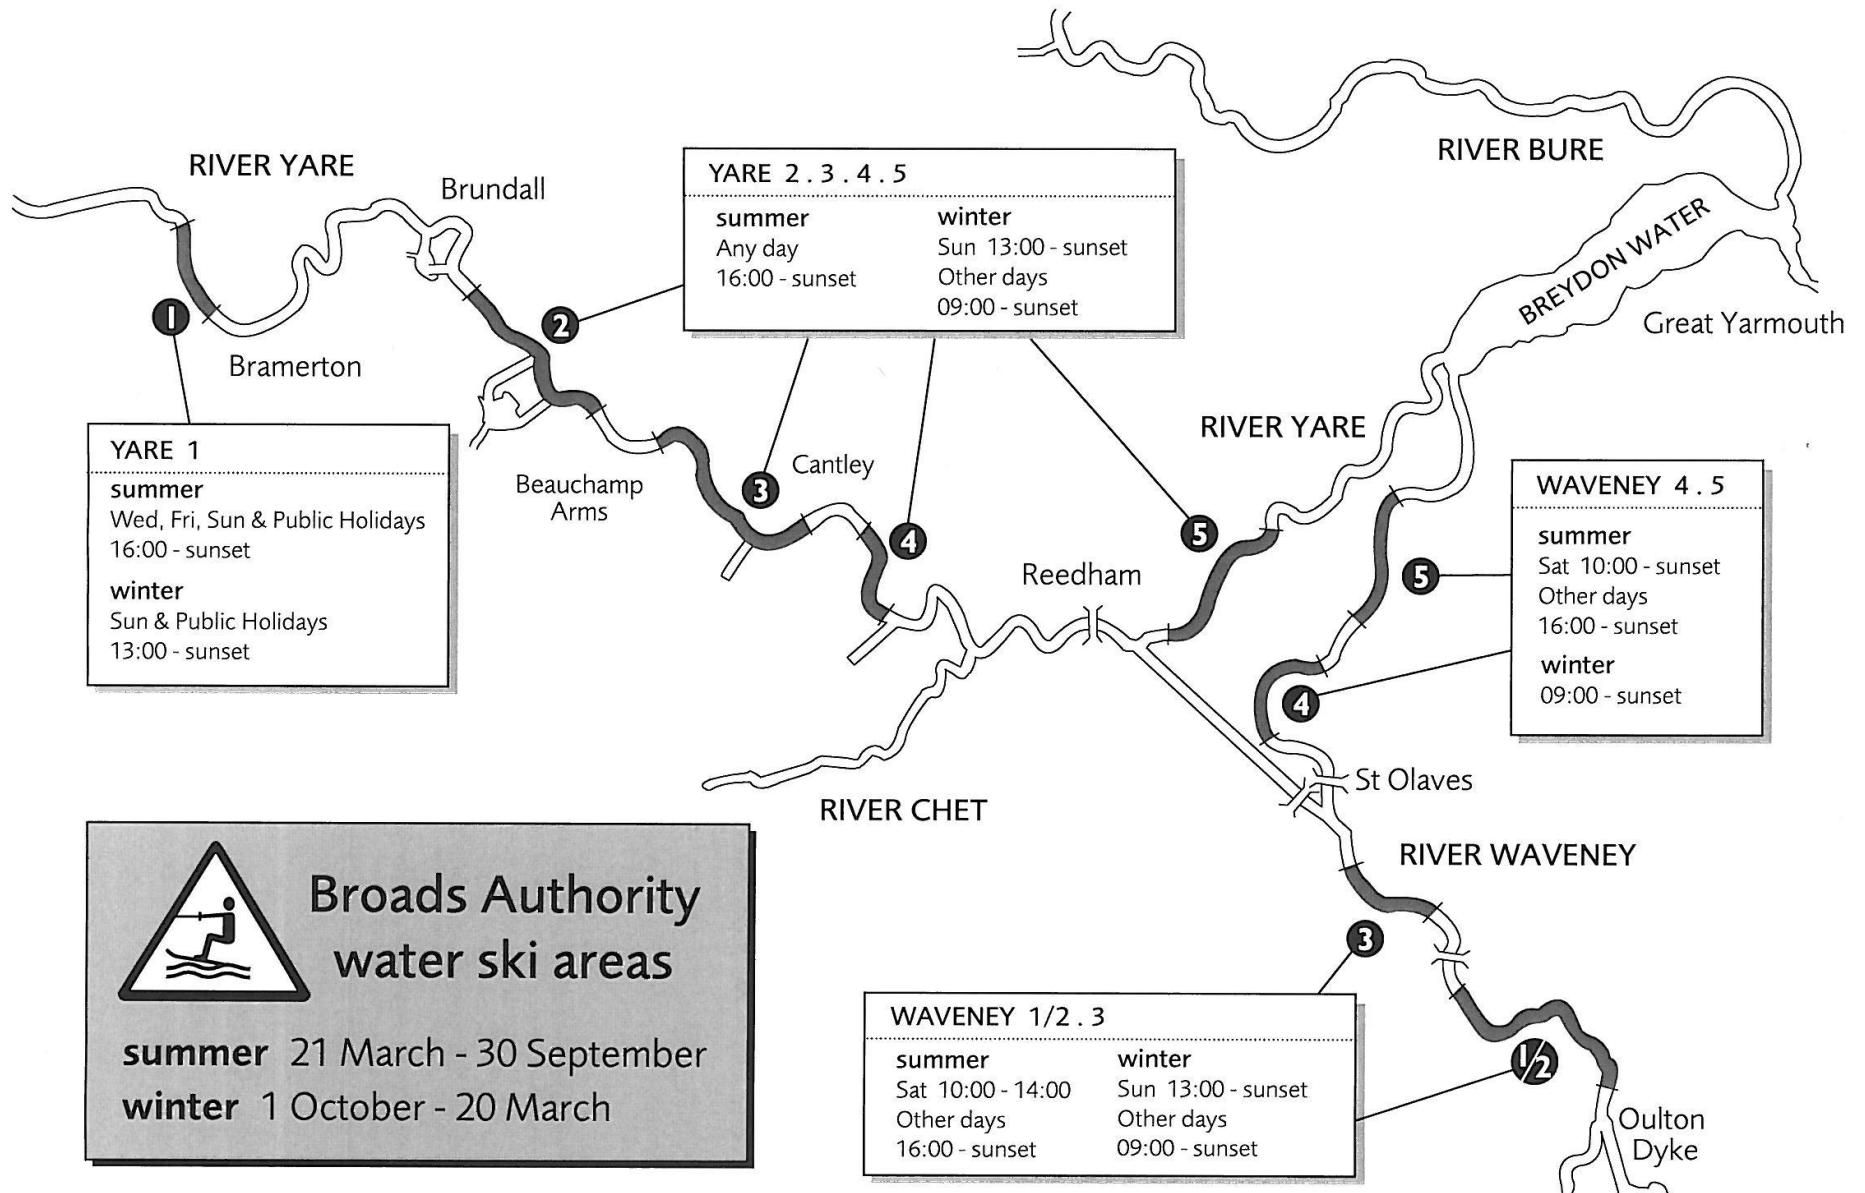 RIVER YARE
Brundall
RIVER BURE
BREYDON WATER
Great Yarmouth
YARE 2 . 3 . 4 . 5
summer
Any day
16:00 - sunset
winter
Sun 13:00 - sunset
Other days
09:00 - sunset
1
2
Bramerton
YARE 1
summer
Wed, Fri, Sun & Public Holidays
16:00 - sunset
winter
Sun & Public Holidays
13:00 - sunset
Beauchamp
Arms
3
Cantley
4
5
RIVER YARE
Reedham
WAVENEY 4 . 5
summer
Sat 10:00 - sunset
Other days
16:00 - sunset
winter
09:00 - sunset
5
4
St Olaves
RIVER CHET
RIVER WAVENEY
Broads Authority
water ski areas
summer 21 March - 30 September
winter 1 October - 20 March
3
WAVENEY 1/2 . 3
summer
Sat 10:00 - 14:00
Other days
16:00 - sunset
winter
Sun 13:00 - sunset
Other days
09:00 - sunset
1/2
Oulton
Dyke